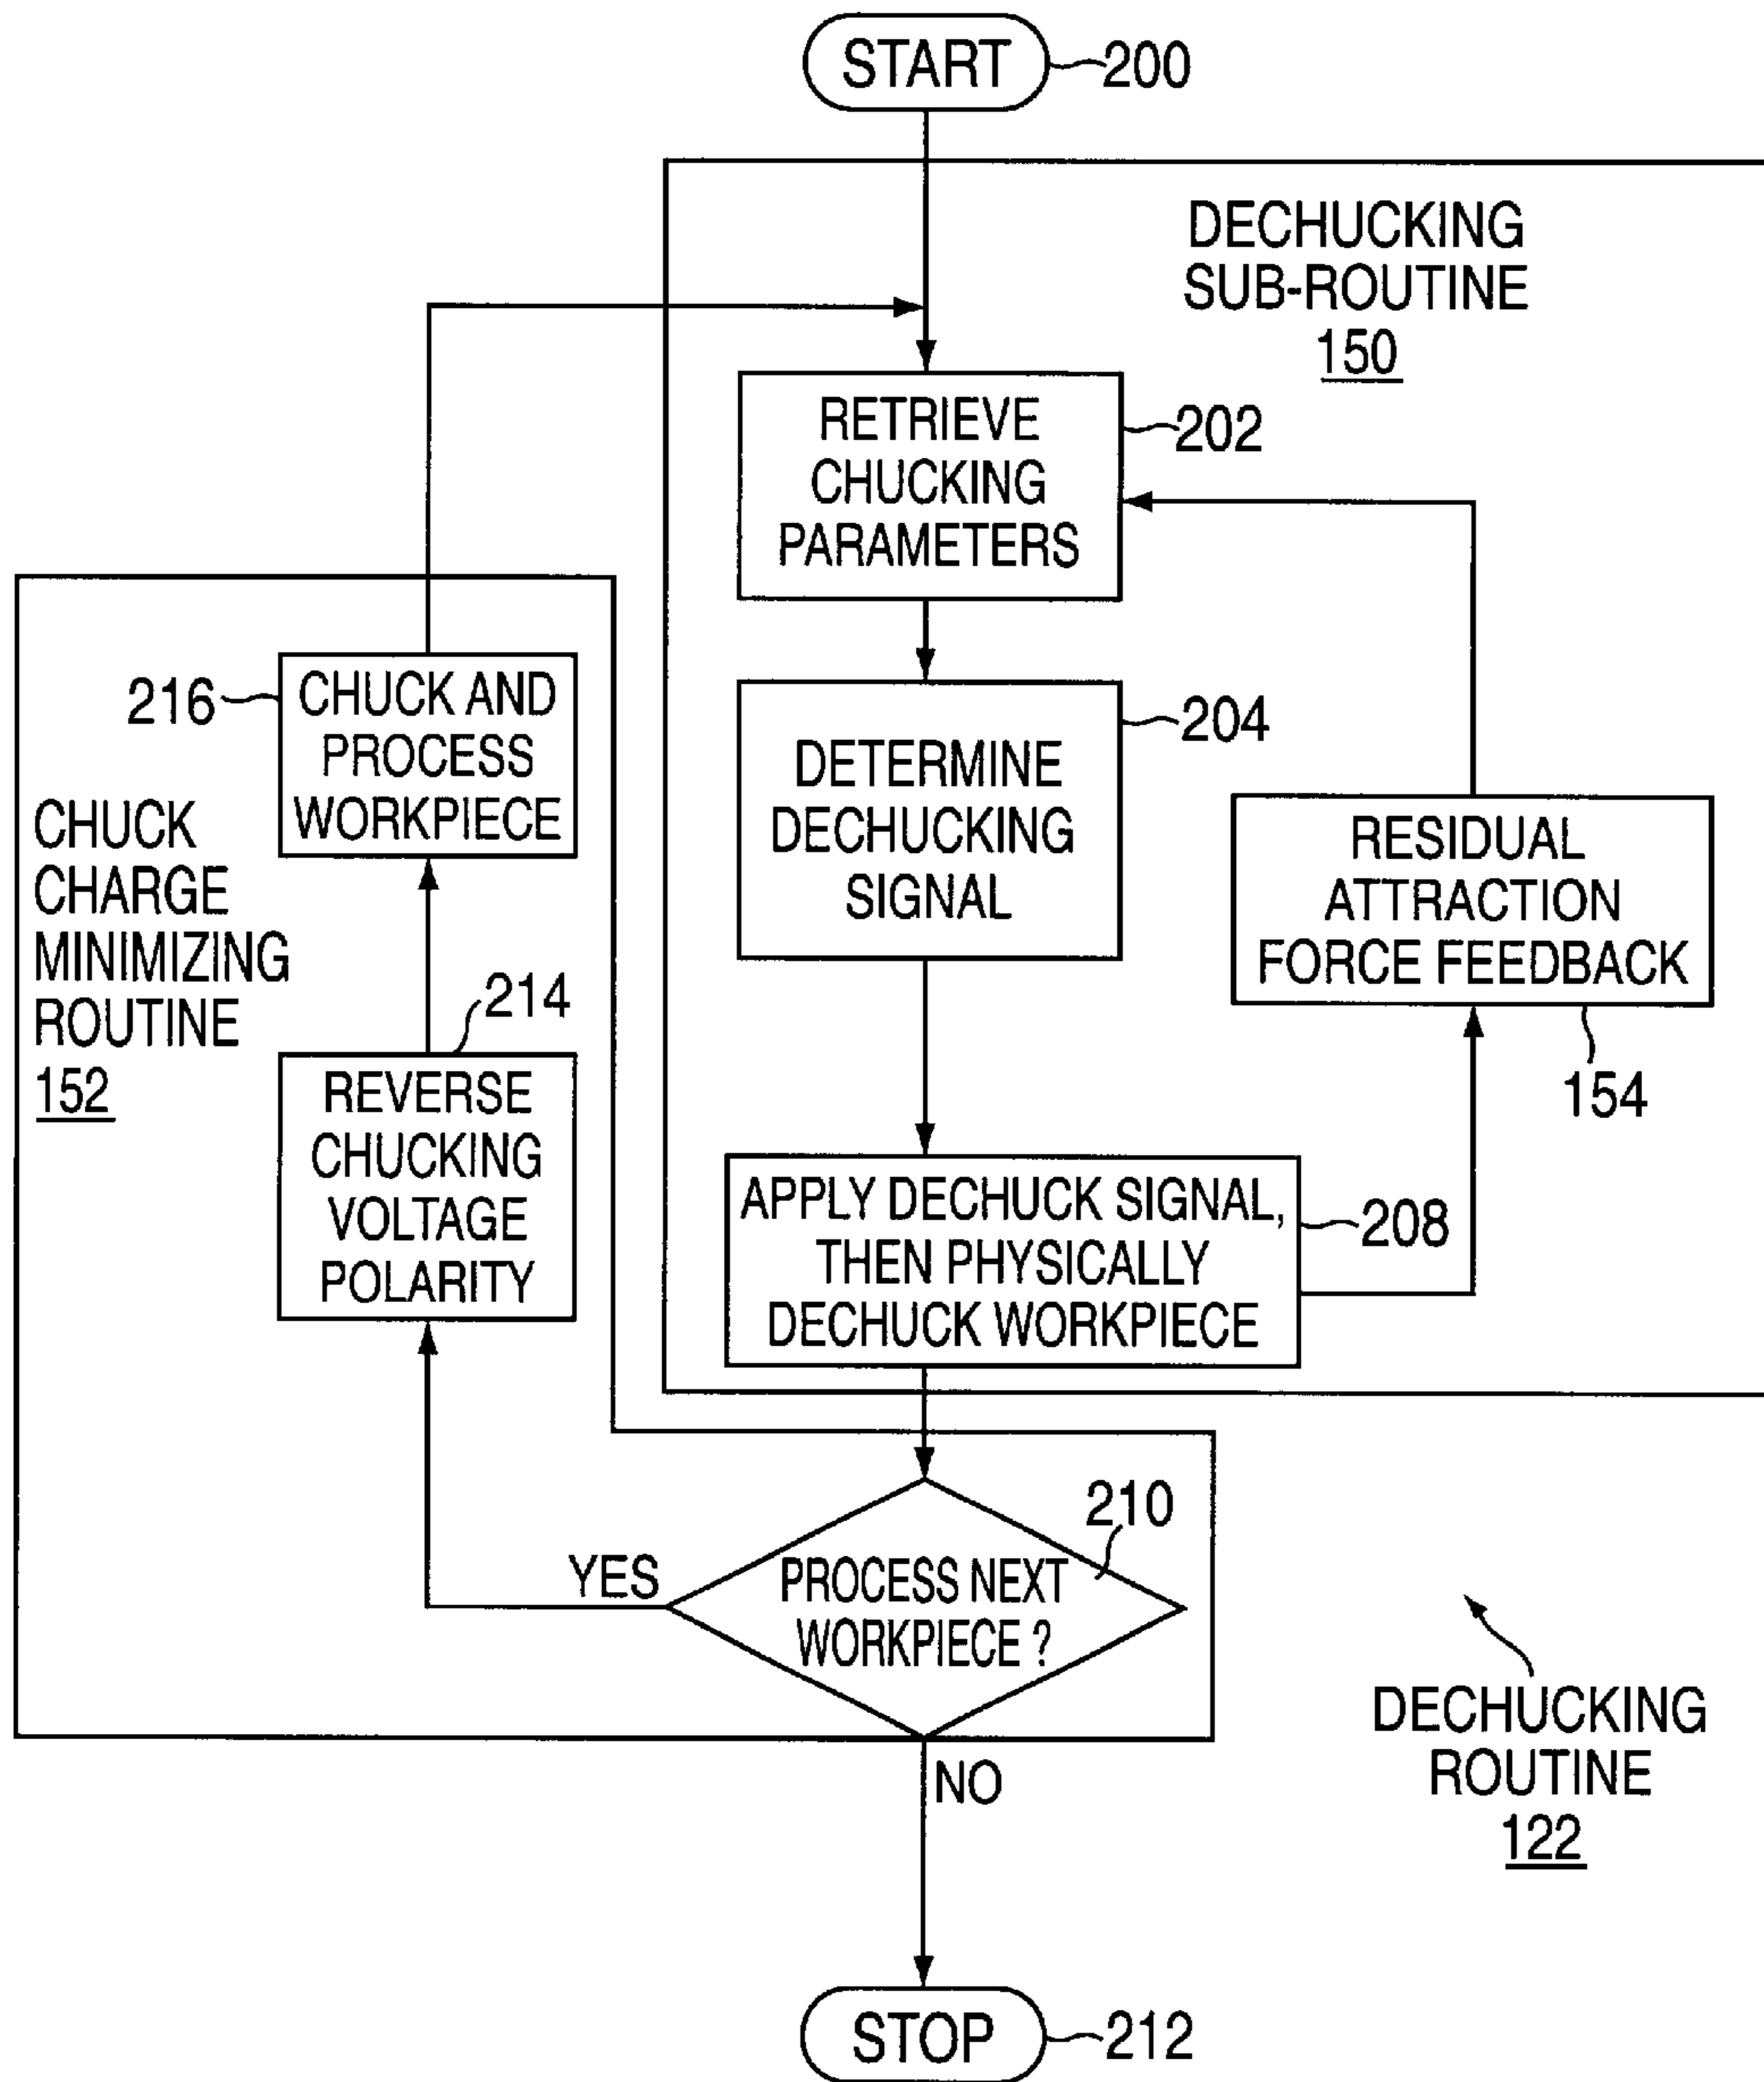 START
200
DECHUCKING
SUB-ROUTINE
150
RETRIEVE
CHUCKING
PARAMETERS
202
216
CHUCK AND
PROCESS
WORKPIECE
DETERMINE
DECHUCKING
SIGNAL
204
RESIDUAL
ATTRACTION
FORCE FEEDBACK
154
CHUCK
CHARGE
MINIMIZING
ROUTINE
152
214
REVERSE
CHUCKING
VOLTAGE
POLARITY
APPLY DECHUCK SIGNAL,
THEN PHYSICALLY
DECHUCK WORKPIECE
208
210
YES
PROCESS NEXT
WORKPIECE ?
NO
DECHUCKING
ROUTINE
122
STOP
212